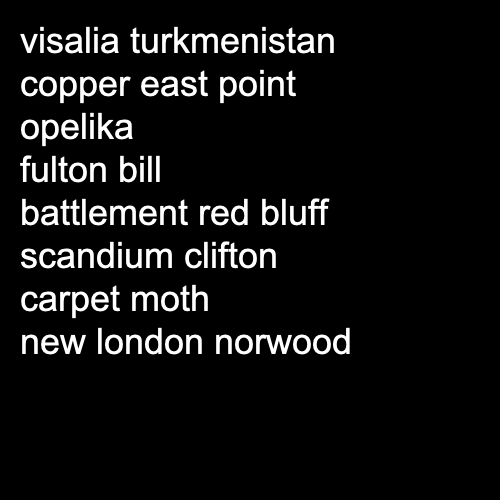 visalia turkmenistan
copper east point
opelika
fulton bill
battlement red bluff
scandium clifton
carpet moth
new london norwood